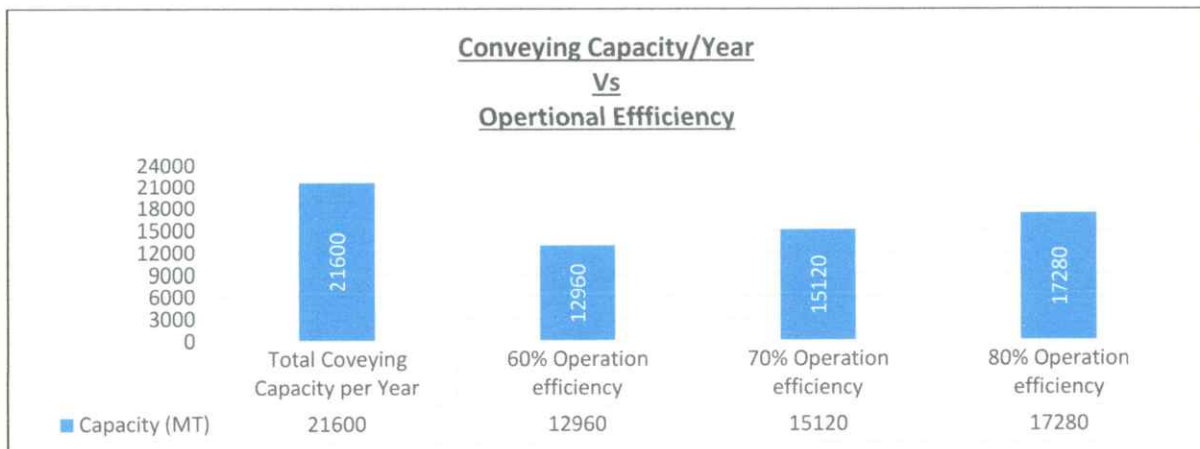 Conveying Capacity/Year
Vs
Opertional Effficiency
24000
21000
18000
15000
12000
9000
6000
3000
0
21600
12960
15120
17280
Total Coveying Capacity per Year
60% Operation efficiency
70% Operation efficiency
80% Operation efficiency
Capacity (MT) 21600 12960 15120 17280